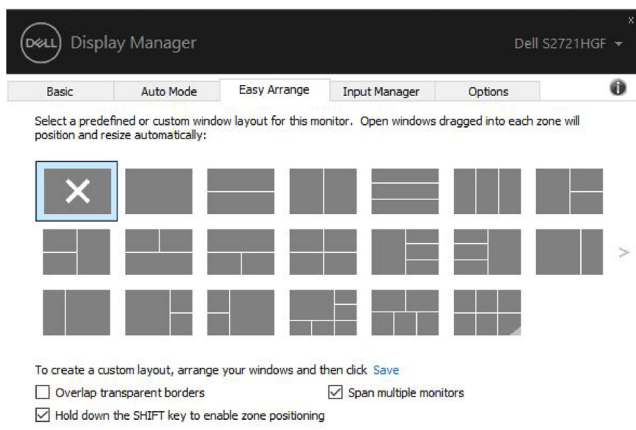 x
DELL Display Manager
Dell S2721HGF
Basic
Auto Mode
Easy Arrange
Input Manager
Options
Select a predefined or custom window layout for this monitor. Open windows dragged into each zone will
position and resize automatically:
To create a custom layout, arrange your windows and then click Save
Overlap transparent borders
Span multiple monitors
Hold down the SHIFT key to enable zone positioning